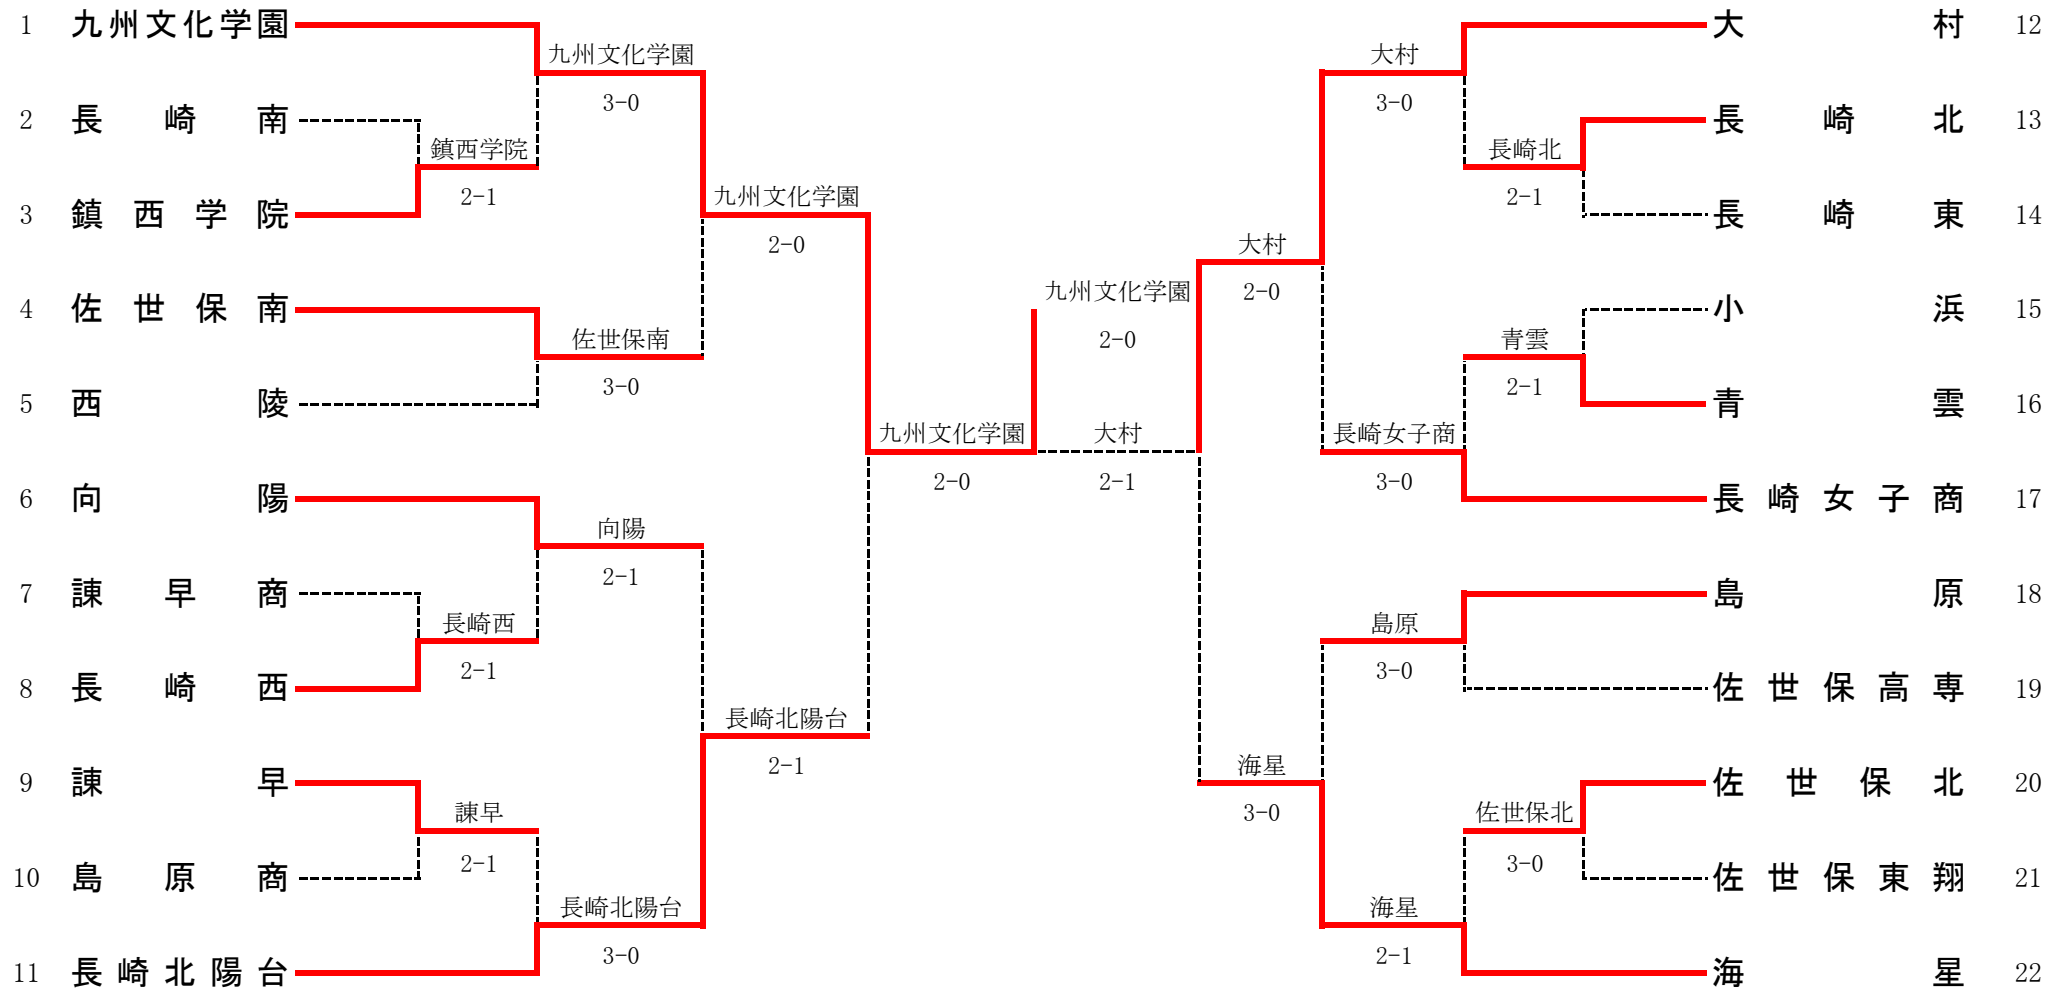 1 九州文化学園
九州文化学園
3-0
2 長崎南
鎮西学院
2-1
3 鎮西学院
九州文化学園
2-0
4 佐世保南
佐世保南
3-0
5 西陵
九州文化学園
2-0
6 向陽
向陽
2-1
7 諫早商
長崎西
2-1
8 長崎西
長崎北陽台
2-1
9 諫早
諫早
2-1
10 島原商
長崎北陽台
3-0
11 長崎北陽台
九州文化学園
2-0
大村
2-1
大村 12
大村
3-0
長崎北 13
長崎北
2-1
長崎東 14
大村
2-0
小浜 15
青雲
2-1
青雲 16
長崎女子商
3-0
長崎女子商 17
島原 18
島原
3-0
佐世保高専 19
海星
3-0
佐世保北 20
佐世保北
3-0
佐世保東翔 21
海星
2-1
海星 22